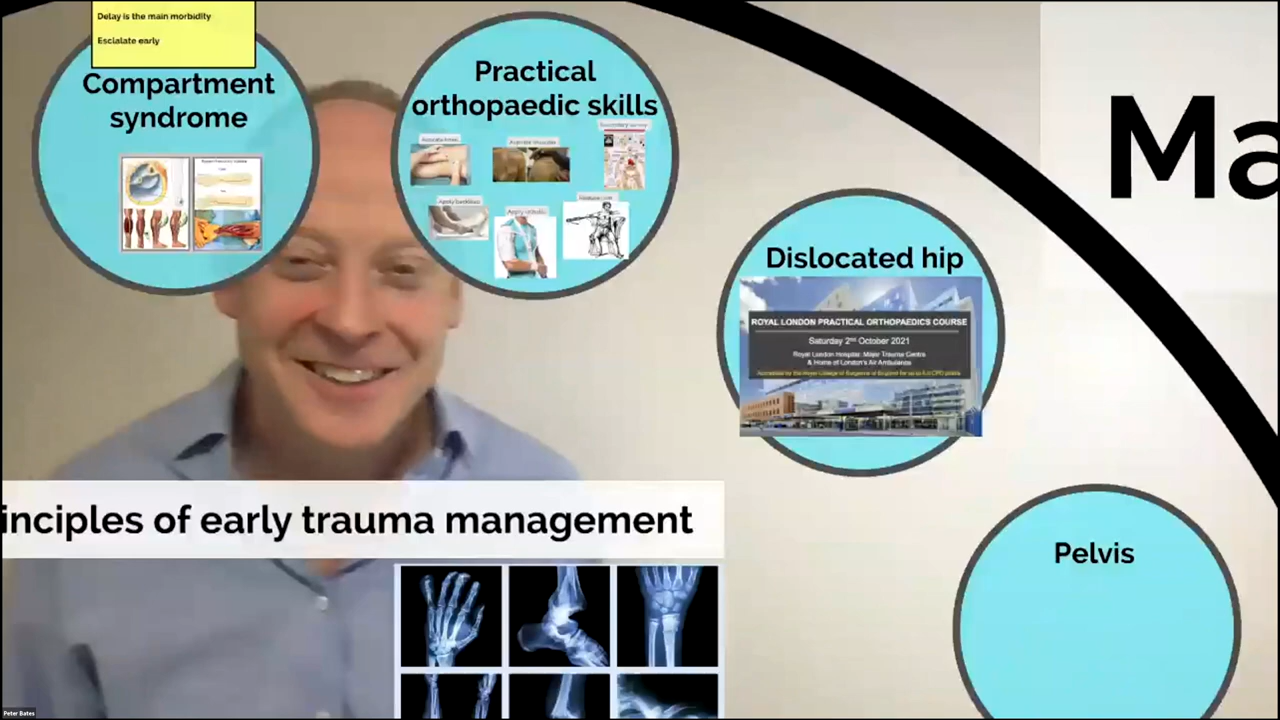 Delay is the main morbidity
Esclalate early
Compartment
syndrome
Practical
orthopaedic skills
Ma
Dislocated hip
ROYAL LONDON PRACTICAL ORTHOPAEDICS COURSE
Saturday 2nd October 2021
Royal London Hospital: Major Trauma Centre
& Home of London's Air Ambulance
inciples of early trauma management
Pelvis
Peter Bates